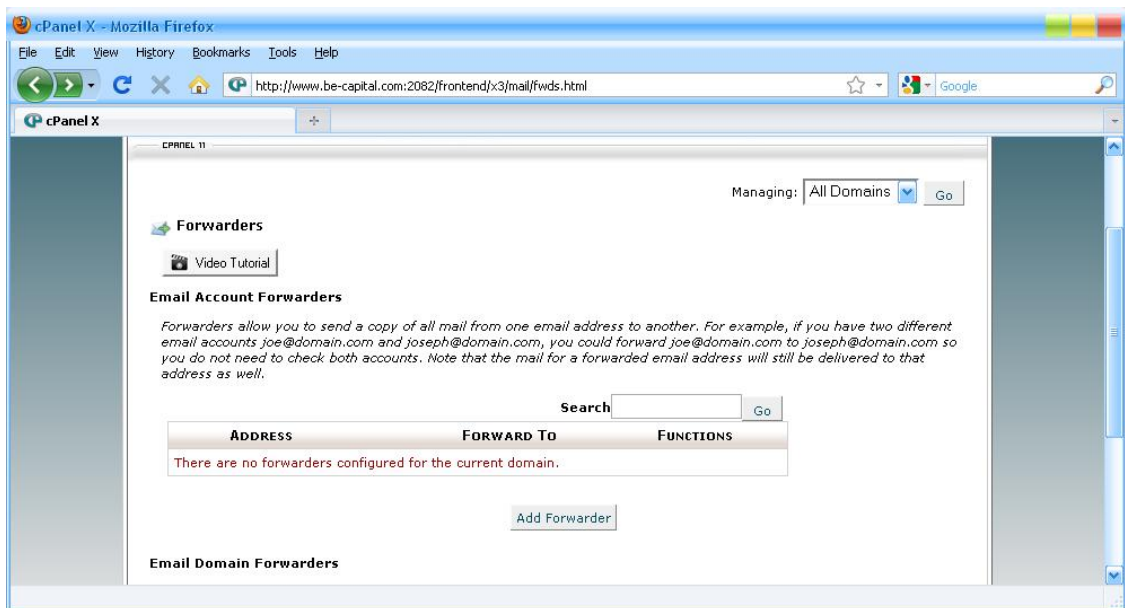 cPanel X - Mozilla Firefox
File Edit View History Bookmarks Tools Help
http://www.be-capital.com:2082/frontend/x3/mail/fwds.html
Google
cPanel X
CPANEL 11
Managing: All Domains Go
Forwarders
Video Tutorial
Email Account Forwarders
Forwarders allow you to send a copy of all mail from one email address to another. For example, if you have two different
email accounts joe@domain.com and joseph@domain.com, you could forward joe@domain.com to joseph@domain.com so
you do not need to check both accounts. Note that the mail for a forwarded email address will still be delivered to that
address as well.
Search Go
ADDRESS FORWARD TO FUNCTIONS
There are no forwarders configured for the current domain.
Add Forwarder
Email Domain Forwarders